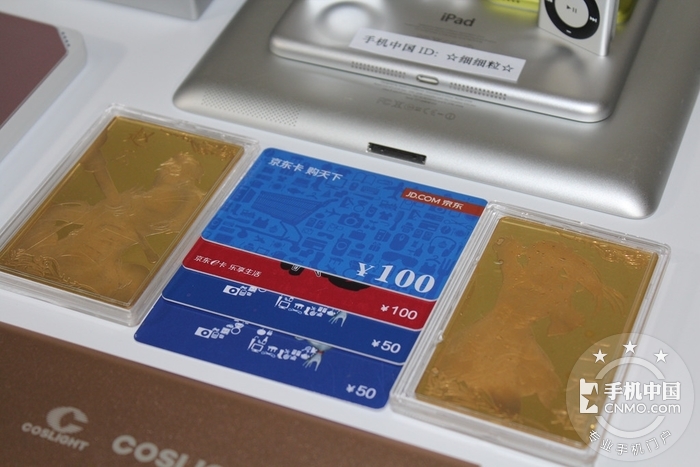 iPad
手机中国 ID: ☆细细粒☆
京东卡 购天下
JD.COM 京东
¥100
京东e卡 乐享生活
¥100
¥50
¥50
COSLIGHT
COSLIG
手机中国
CNMO.COM
专业手机门户